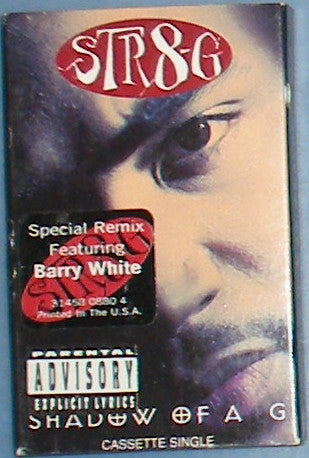 STR8-G
Special Remix
Featuring
Barry White
31453 0880 4
Printed In The U.S.A.
PARENTAL
ADVISORY
EXPLICIT LYRICS
SHADOW OF A G
CASSETTE SINGLE